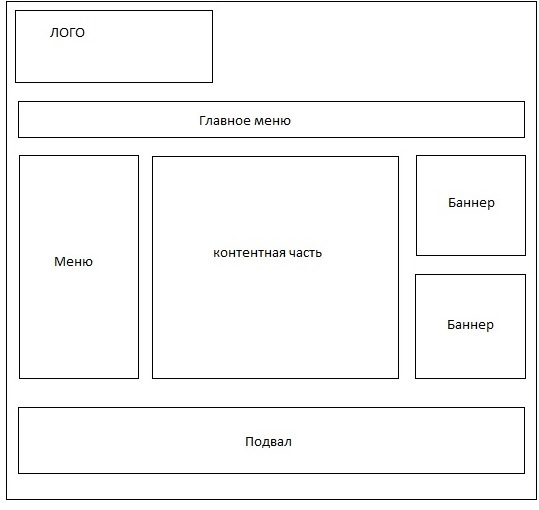 ЛОГО
Главное меню
Меню
контентная часть
Баннер
Баннер
Подвал